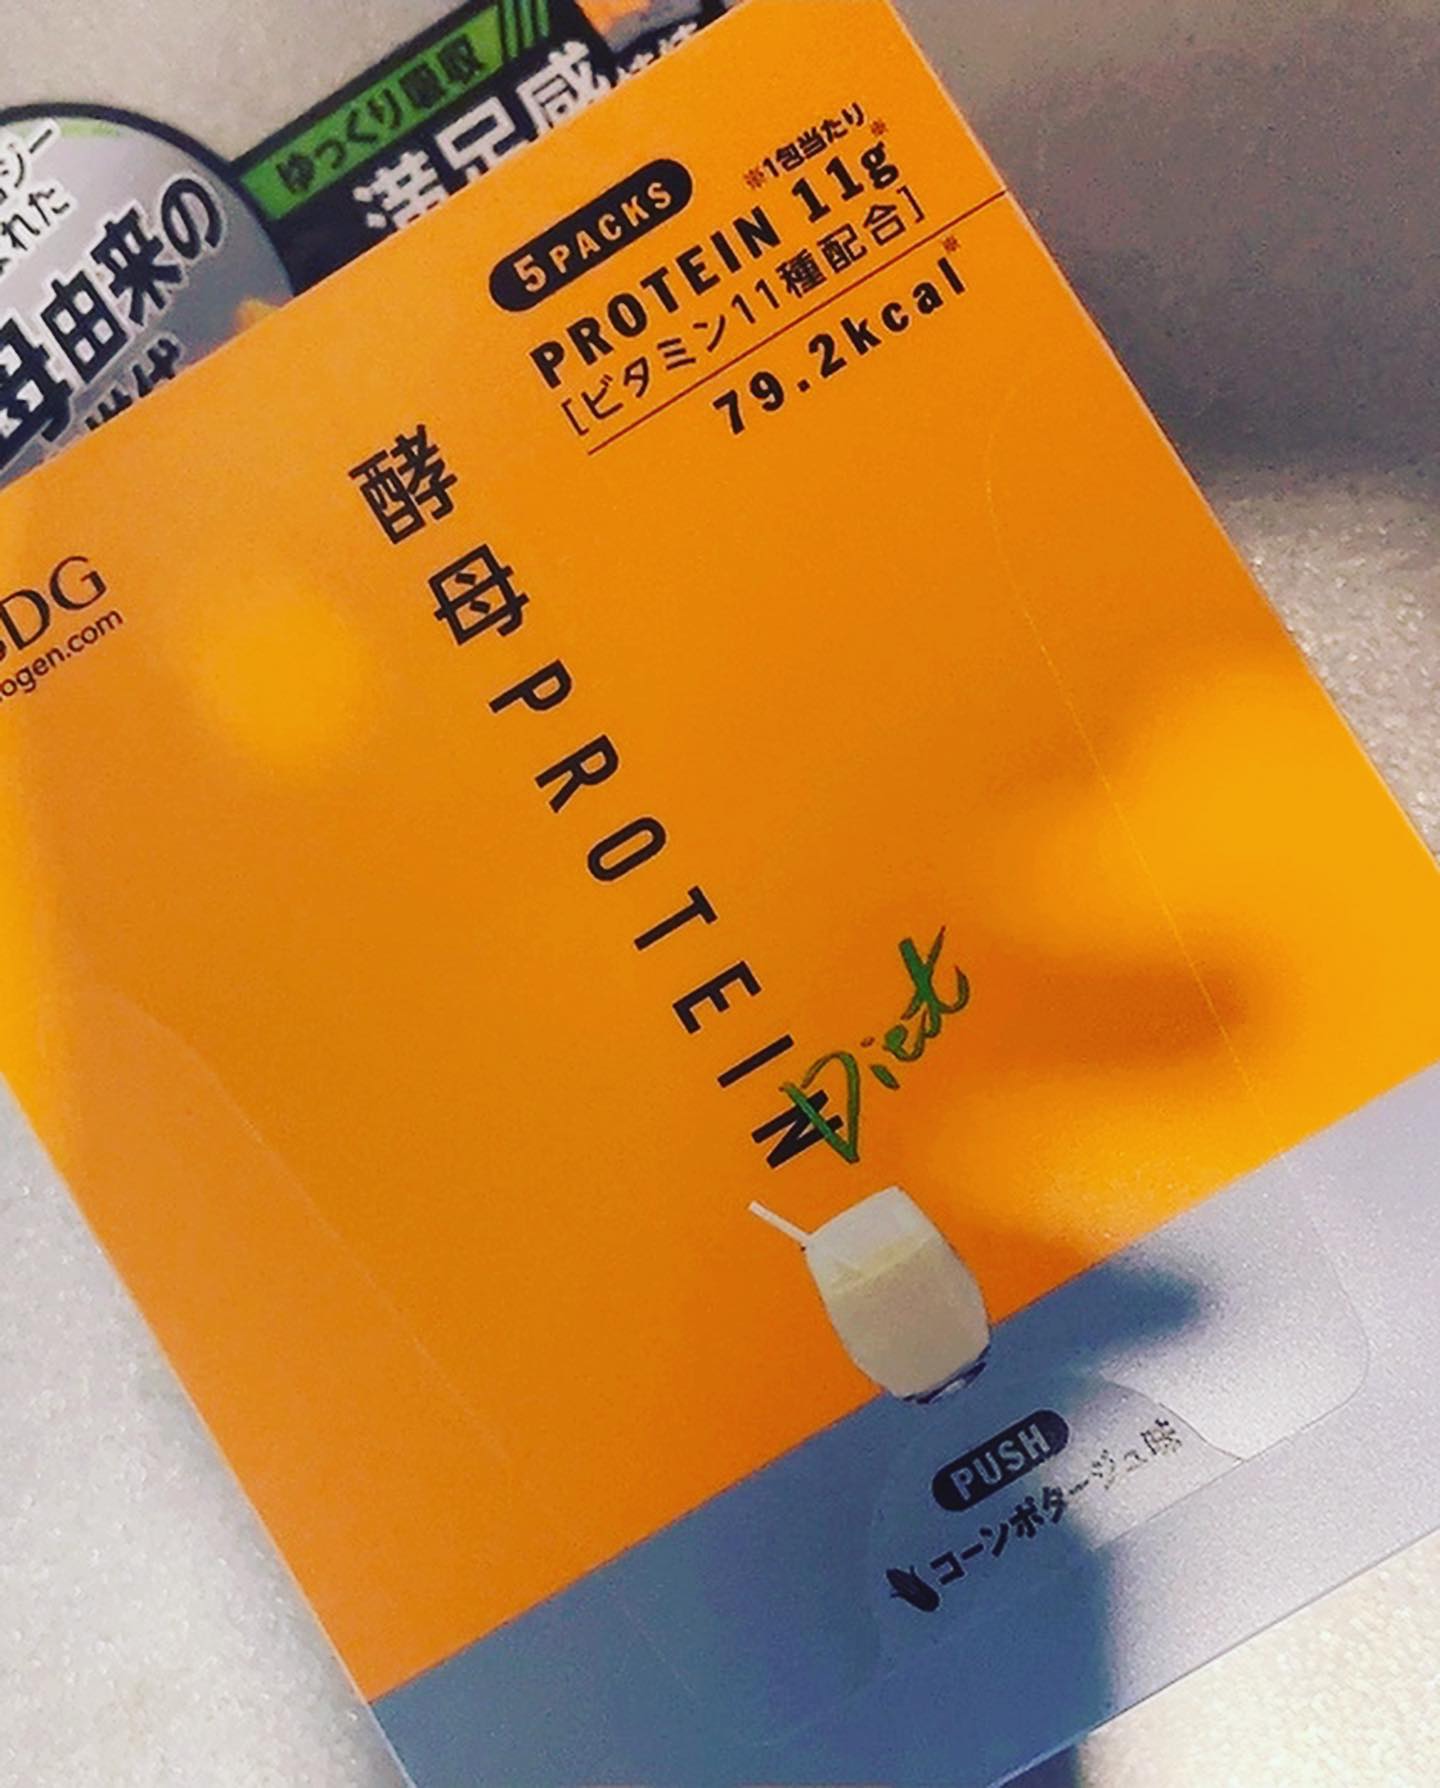 ゆっくり吸収
満足感
れた
母由来の
5PACKS
※1包当たり
PROTEIN 11g※
[ビタミン11種配合]
79.2kcal※
酵母PROTEIN
Diet
DG
ogen.com
PUSH
コーンポタージュ味